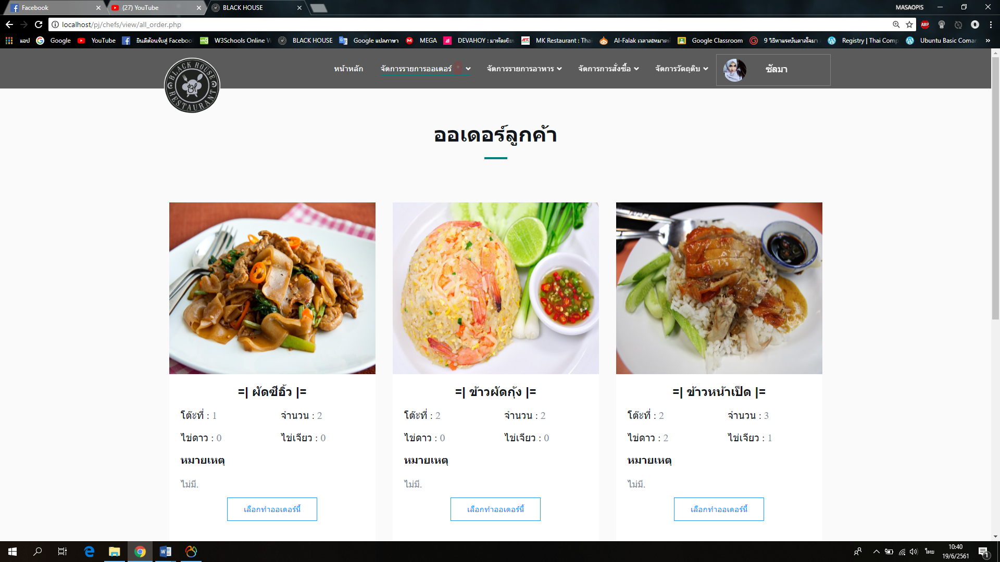 Facebook
(27) YouTube
BLACK HOUSE
MASAOPIS
localhost/pj/chefs/view/all_order.php
ABP
แอป
Google
YouTube
ยินดีต้อนรับสู่ Faceboo
W3Schools Online W
BLACK HOUSE
Google แปลภาษา
MEGA
DEVAHOY : มาหัดเขีย
MK Restaurant : Tha
Al-Falak เวลาละหมาด
Google Classroom
9 วิธีหาแรงบันดาลใจมา
Registry | Thai Comp
Ubuntu Basic Coma
BLACK HOUSE
BH
RESTAURANT
หน้าหลัก
จัดการรายการออเดอร์
จัดการรายการอาหาร
จัดการการสั่งซื้อ
จัดการวัตถุดิบ
ซัลมา
ออเดอร์ลูกค้า
=| ผัดซีอิ้ว |=
โต๊ะที่ : 1
จำนวน : 2
ไข่ดาว : 0
ไข่เจียว : 0
หมายเหตุ
ไม่มี.
เลือกทำออเดอร์นี้
=| ข้าวผัดกุ้ง |=
โต๊ะที่ : 2
จำนวน : 2
ไข่ดาว : 0
ไข่เจียว : 0
หมายเหตุ
ไม่มี.
เลือกทำออเดอร์นี้
=| ข้าวหน้าเป็ด |=
โต๊ะที่ : 2
จำนวน : 3
ไข่ดาว : 2
ไข่เจียว : 1
หมายเหตุ
ไม่มี.
เลือกทำออเดอร์นี้
ไทย
10:40
19/6/2561
1